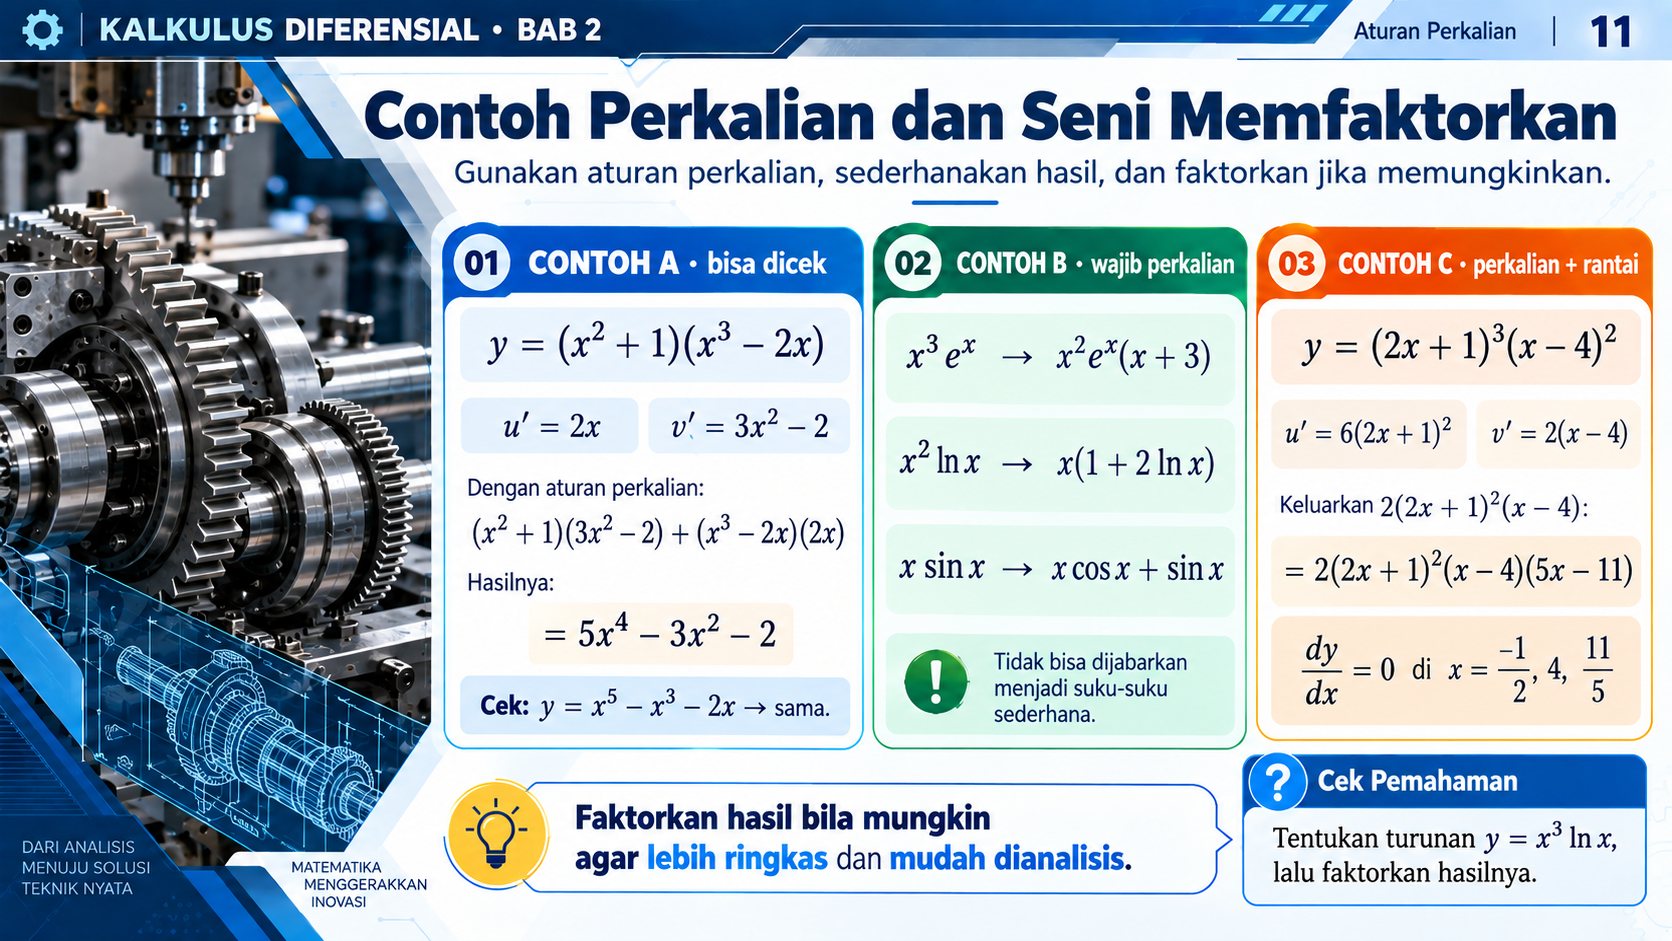 KALKULUS DIFERENSIAL • BAB 2
Aturan Perkalian | 11
Contoh Perkalian dan Seni Memfaktorkan
Gunakan aturan perkalian, sederhanakan hasil, dan faktorkan jika memungkinkan.
01 CONTOH A • bisa dicek
y = (x² + 1)(x³ − 2x)
u′ = 2x
v′ = 3x² − 2
Dengan aturan perkalian:
(x² + 1)(3x² − 2) + (x³ − 2x)(2x)
Hasilnya:
= 5x⁴ − 3x² − 2
Cek: y = x⁵ − x³ − 2x → sama.
02 CONTOH B • wajib perkalian
x³ eˣ → x²eˣ(x + 3)
x² ln x → x(1 + 2 ln x)
x sin x → x cos x + sin x
Tidak bisa dijabarkan
menjadi suku-suku
sederhana.
03 CONTOH C • perkalian + rantai
y = (2x + 1)³(x − 4)²
u′ = 6(2x + 1)²
v′ = 2(x − 4)
Keluarkan 2(2x + 1)²(x − 4):
= 2(2x + 1)²(x − 4)(5x − 11)
dy/dx = 0 di x = −1/2, 4, 11/5
Faktorkan hasil bila mungkin
agar lebih ringkas dan mudah dianalisis.
? Cek Pemahaman
Tentukan turunan y = x³ ln x,
lalu faktorkan hasilnya.
DARI ANALISIS
MENUJU SOLUSI
TEKNIK NYATA
MATEMATIKA
MENGGERAKKAN
INOVASI